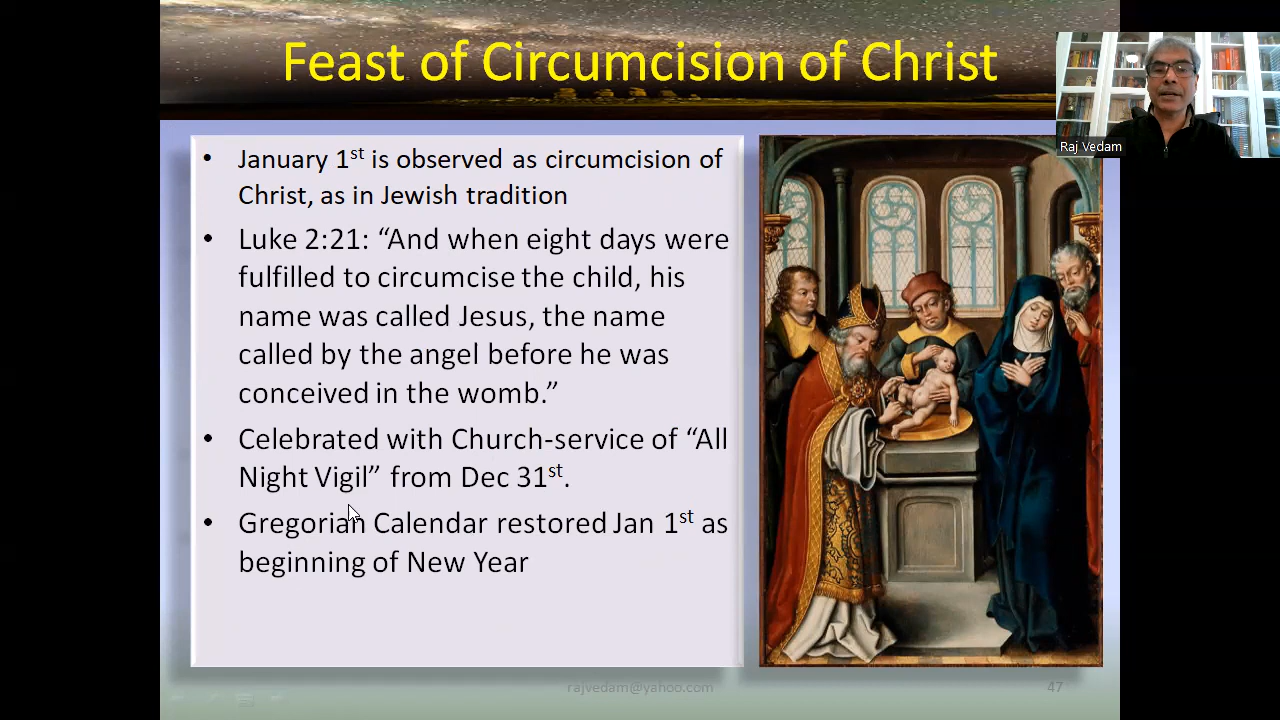 Feast of Circumcision of Christ
Raj Vedam
• January 1st is observed as circumcision of
Christ, as in Jewish tradition
• Luke 2:21: “And when eight days were
fulfilled to circumcise the child, his
name was called Jesus, the name
called by the angel before he was
conceived in the womb.”
• Celebrated with Church-service of “All
Night Vigil” from Dec 31st.
• Gregorian Calendar restored Jan 1st as
beginning of New Year
rajvedam@yahoo.com
47